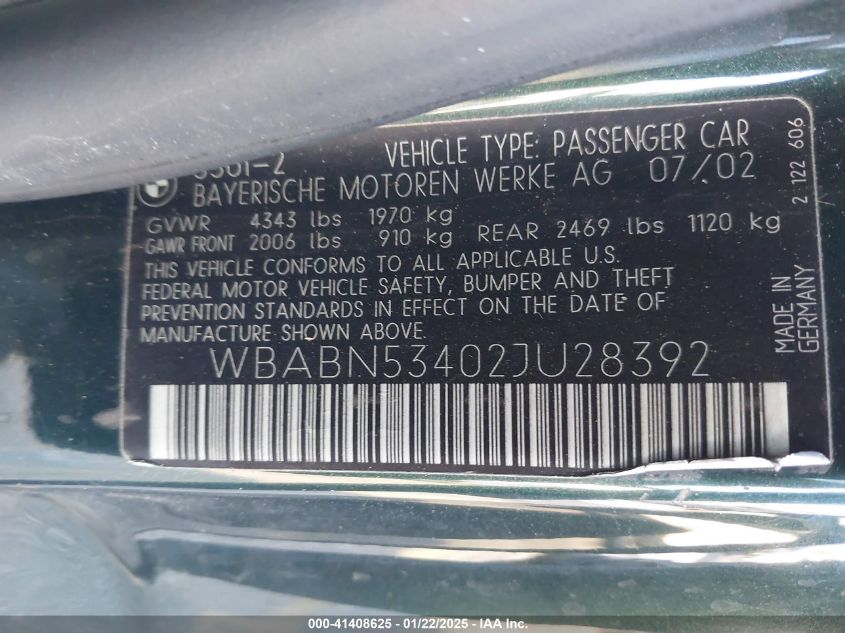 VEHICLE TYPE: PASSENGER CAR
BAYERISCHE MOTOREN WERKE AG 07/02
GVWR 4343 lbs 1970 kg
GAWR FRONT 2006 lbs 910 kg REAR 2469 lbs 1120 kg
THIS VEHICLE CONFORMS TO ALL APPLICABLE U.S.
FEDERAL MOTOR VEHICLE SAFETY, BUMPER AND THEFT
PREVENTION STANDARDS IN EFFECT ON THE DATE OF
MANUFACTURE SHOWN ABOVE.
WBABN53402JU28392
MADE IN
GERMANY
2 122 606
000-41408625 - 01/22/2025 - IAA Inc.